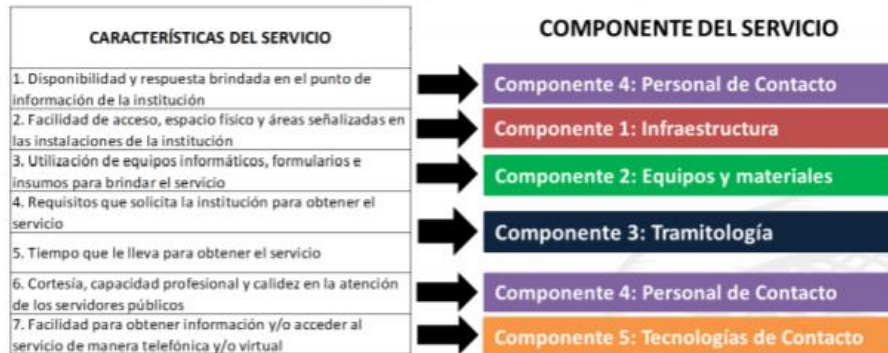 CARACTERÍSTICAS DEL SERVICIO
COMPONENTE DEL SERVICIO
1. Disponibilidad y respuesta brindada en el punto de
información de la institución
Componente 4: Personal de Contacto
2. Facilidad de acceso, espacio físico y áreas señalizadas en
las instalaciones de la institución
Componente 1: Infraestructura
3. Utilización de equipos informáticos, formularios e
insumos para brindar el servicio
Componente 2: Equipos y materiales
4. Requisitos que solicita la institución para obtener el
servicio
5. Tiempo que le lleva para obtener el servicio
Componente 3: Tramitología
6. Cortesía, capacidad profesional y calidez en la atención
de los servidores públicos
Componente 4: Personal de Contacto
7. Facilidad para obtener información y/o acceder al
servicio de manera telefónica y/o virtual
Componente 5: Tecnologías de Contacto